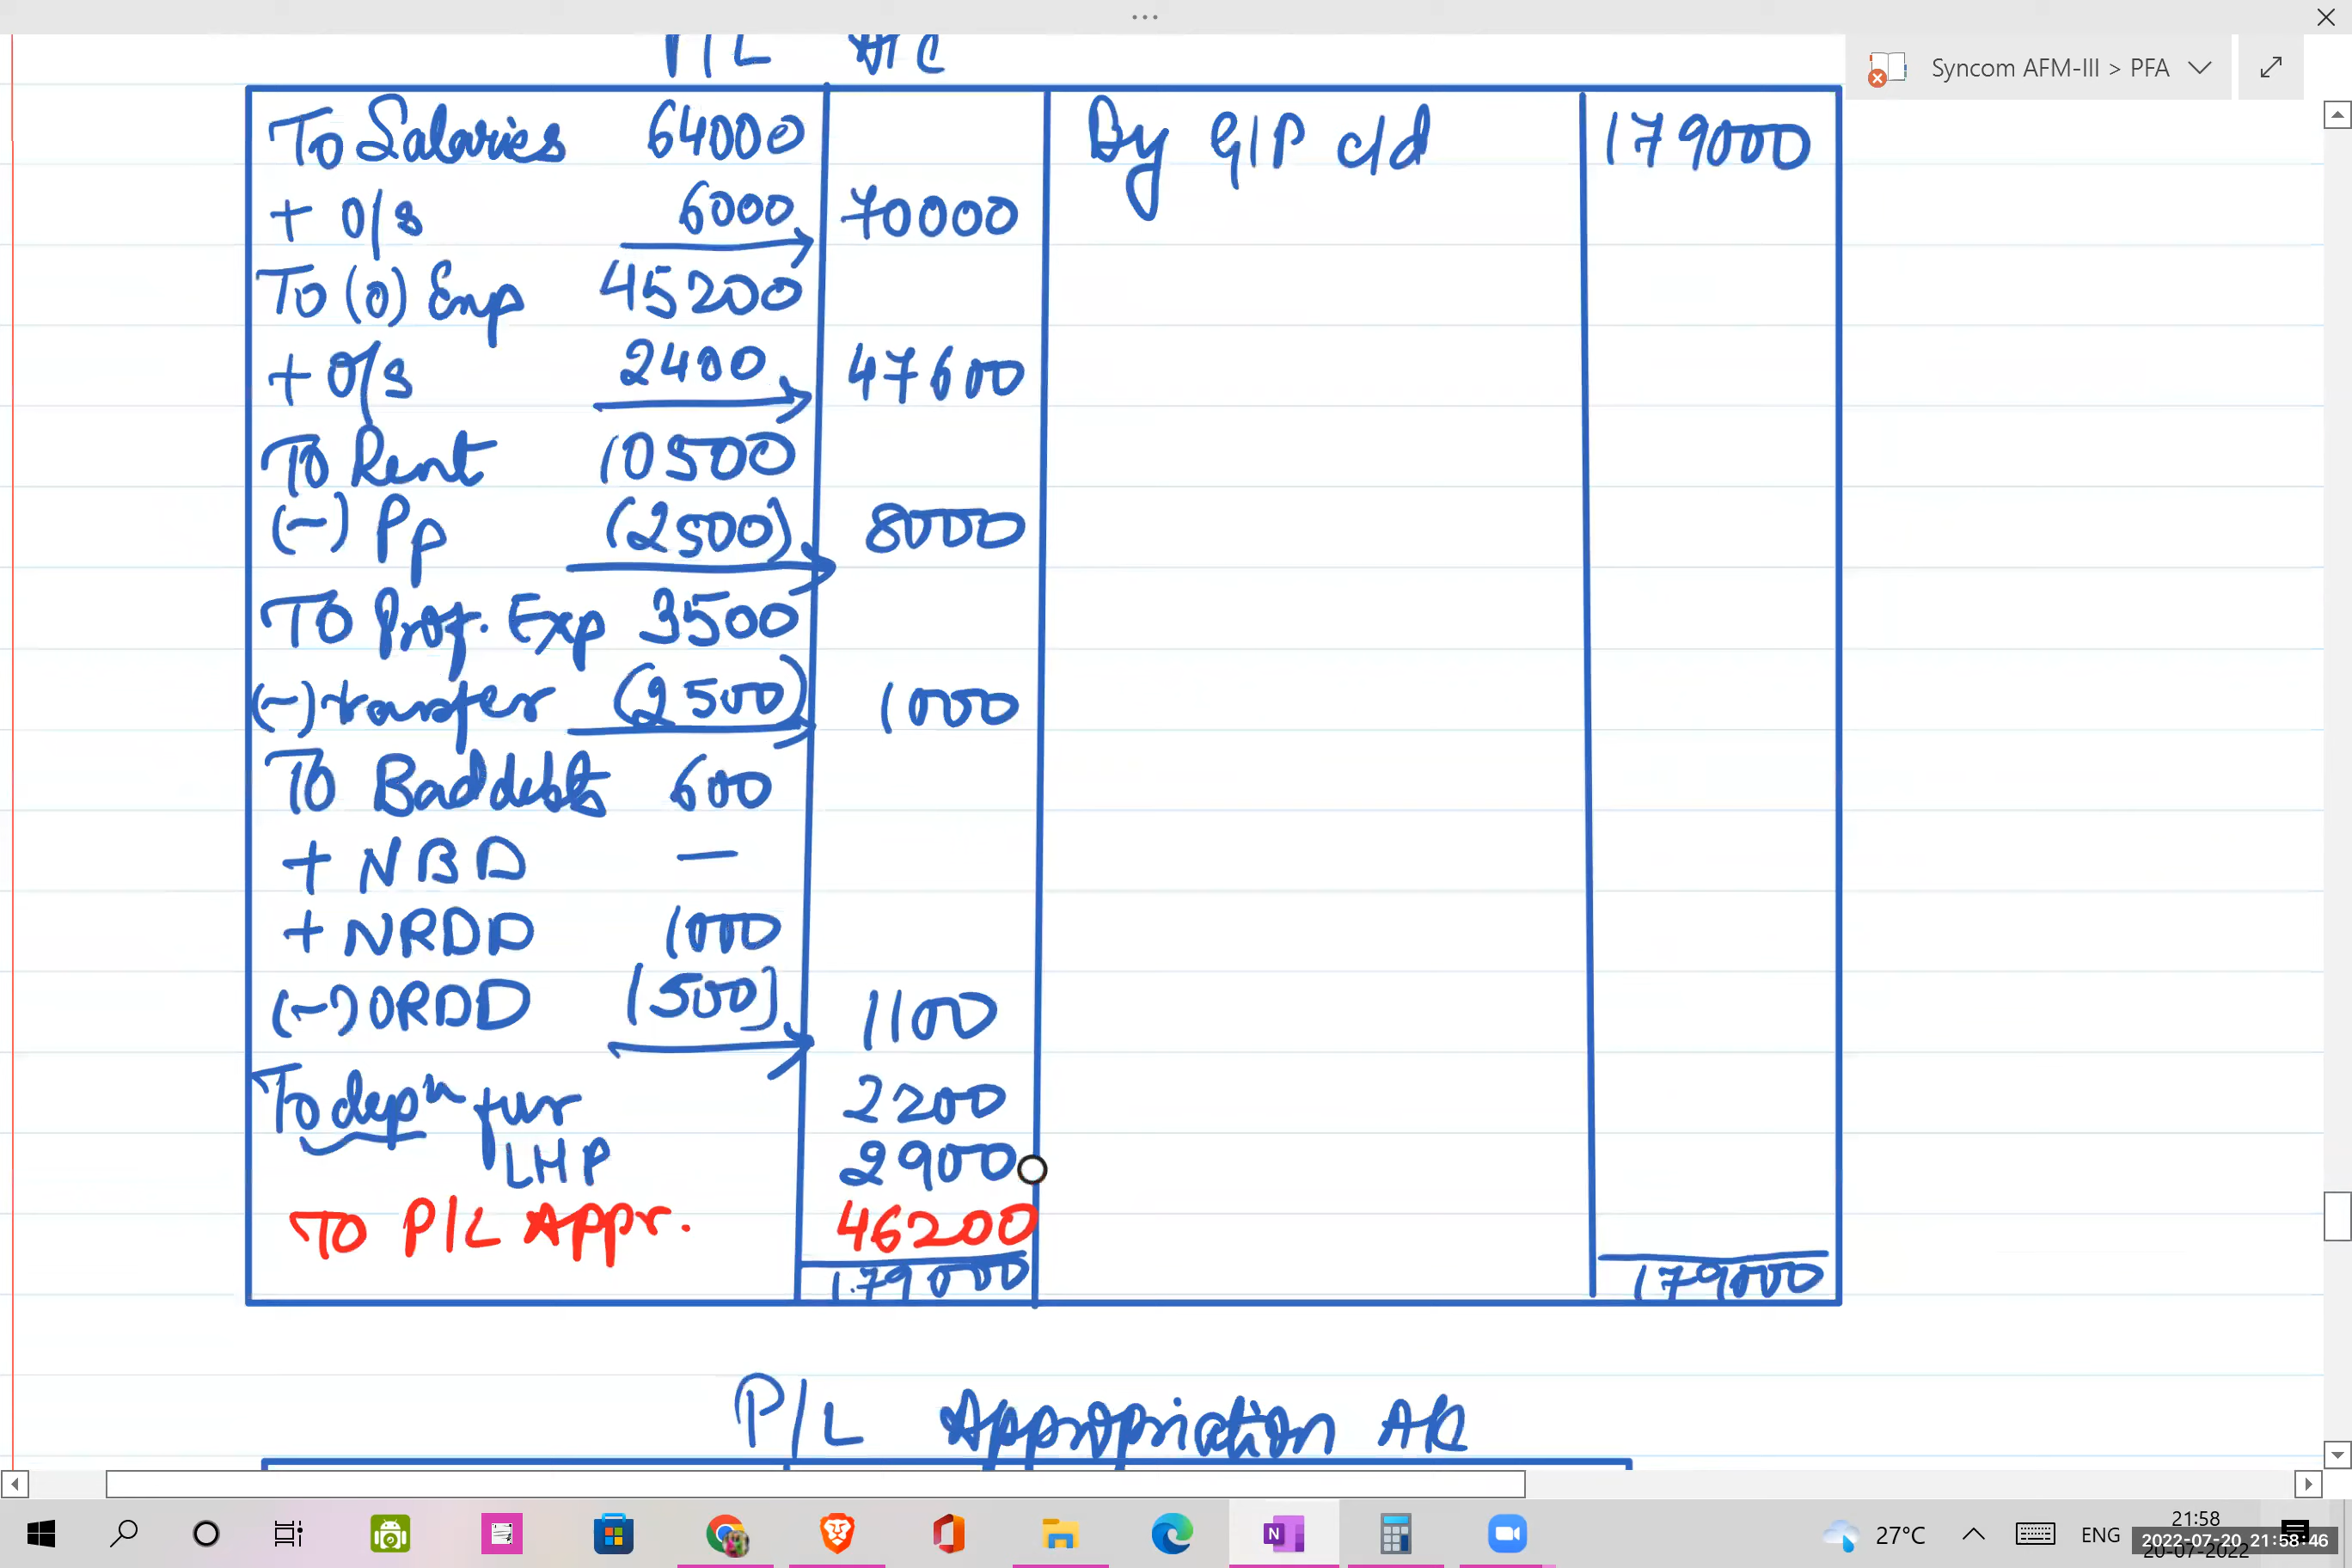 Syncom AFM-III > PFA
P/L A/C
To Salaries 64000
+ O/s 6000 70000
To (O) Exp 45200
+ O/s 2400 47600
To Rent 10500
(-) Pp (2500) 8000
To Prof. Exp 3500
(-) transfer (2500) 1000
To Bad debts 600
+ NBD —
+ NRDD 1000
(-) ORDD (500) 1100
To depn fur 2200
LHP 2900
To P/L Appr. 46200
179000
By G/P c/d 179000
179000
P/L Appropriation A/c
27°C
ENG
21:58
2022-07-20, 21:58:46
20-07-2022